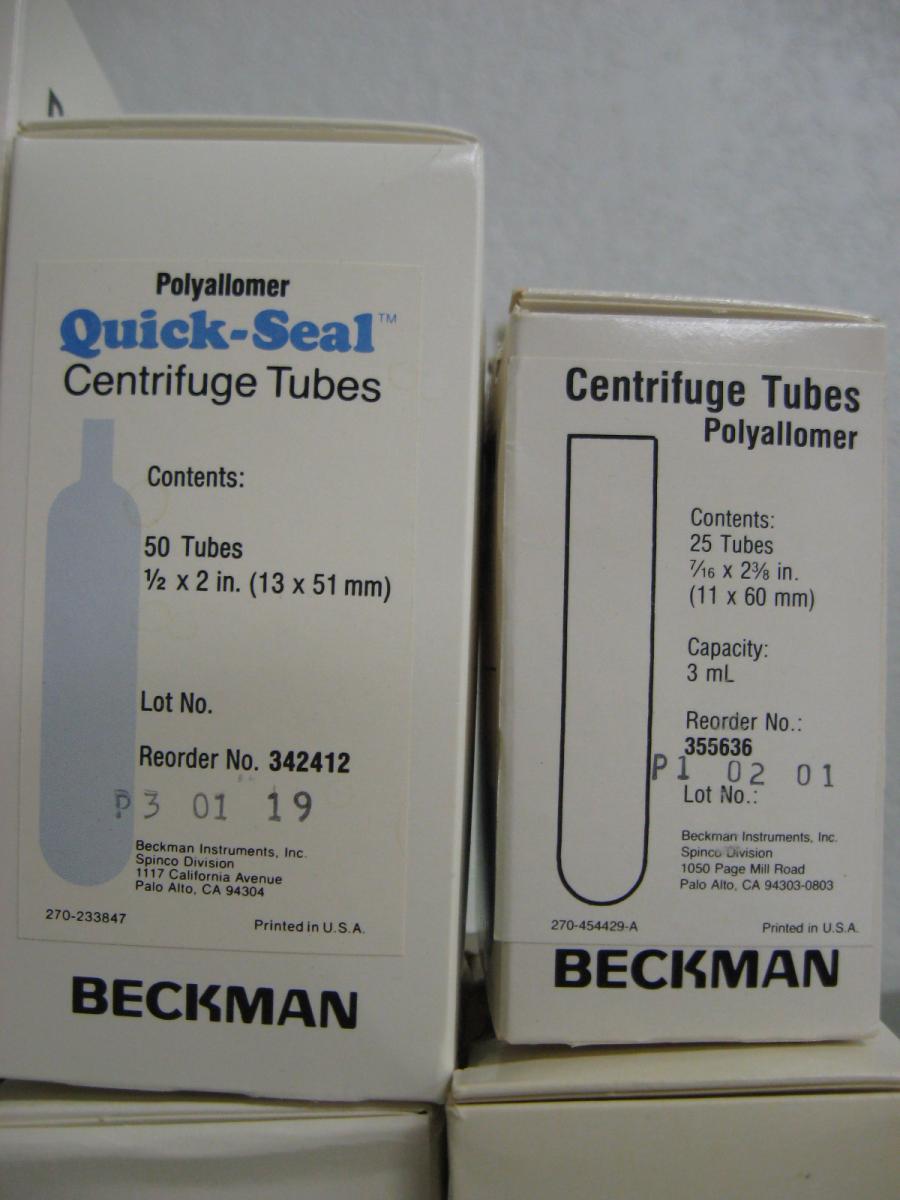 Polyallomer
Quick-Seal™
Centrifuge Tubes
Contents:
50 Tubes
½ x 2 in. (13 x 51 mm)
Lot No.
Reorder No. 342412
P3 01 19
Beckman Instruments, Inc.
Spinco Division
1117 California Avenue
Palo Alto, CA 94304
270-233847 Printed in U.S.A.
BECKMAN
Centrifuge Tubes
Polyallomer
Contents:
25 Tubes
7/16 x 2⅜ in.
(11 x 60 mm)
Capacity:
3 mL
Reorder No.:
355636
P1 02 01
Lot No.:
Beckman Instruments, Inc.
Spinco Division
1050 Page Mill Road
Palo Alto, CA 94303-0803
270-454429-A Printed in U.S.A.
BECKMAN